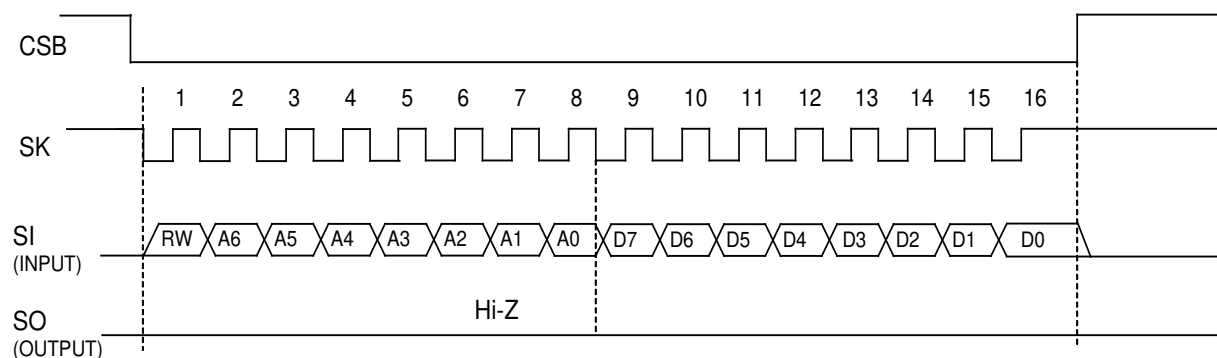 CSB
1 2 3 4 5 6 7 8 9 10 11 12 13 14 15 16
SK
SI
(INPUT)
RW A6 A5 A4 A3 A2 A1 A0 D7 D6 D5 D4 D3 D2 D1 D0
Hi-Z
SO
(OUTPUT)